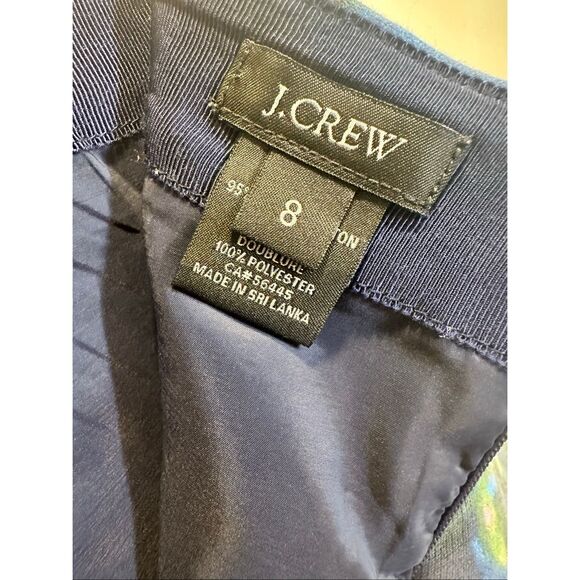 J.CREW
8
95
TON
DOUBLURE
100% POLYESTER
CA#56445
MADE IN SRI LANKA